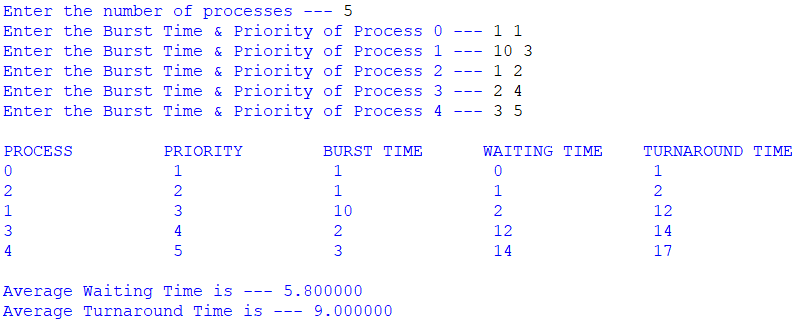 Enter the number of processes --- 5
Enter the Burst Time & Priority of Process 0 --- 1 1
Enter the Burst Time & Priority of Process 1 --- 10 3
Enter the Burst Time & Priority of Process 2 --- 1 2
Enter the Burst Time & Priority of Process 3 --- 2 4
Enter the Burst Time & Priority of Process 4 --- 3 5
PROCESS PRIORITY BURST TIME WAITING TIME TURNAROUND TIME
0 1 1 0 1
2 2 1 1 2
1 3 10 2 12
3 4 2 12 14
4 5 3 14 17
Average Waiting Time is --- 5.800000
Average Turnaround Time is --- 9.000000